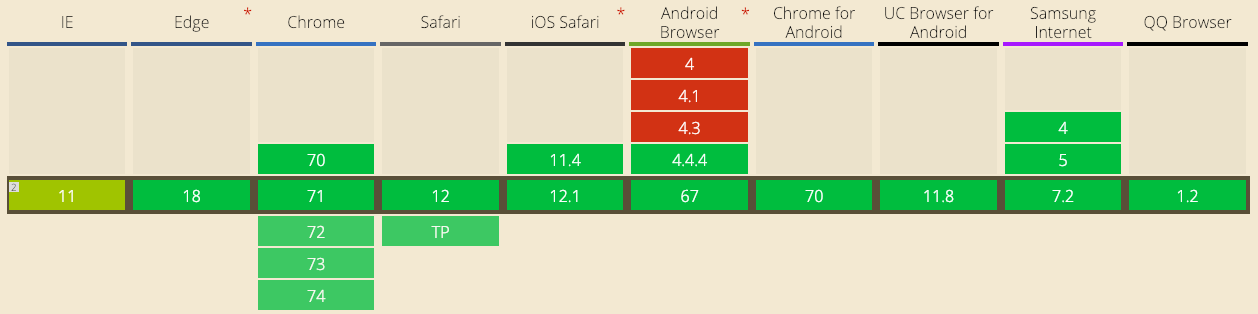 IE
Edge
*
Chrome
Safari
iOS Safari
*
Android
Browser
*
Chrome for
Android
UC Browser for
Android
Samsung
Internet
QQ Browser
4
4.1
4.3
4
70
11.4
4.4.4
5
2
11
18
71
12
12.1
67
70
11.8
7.2
1.2
72
TP
73
74